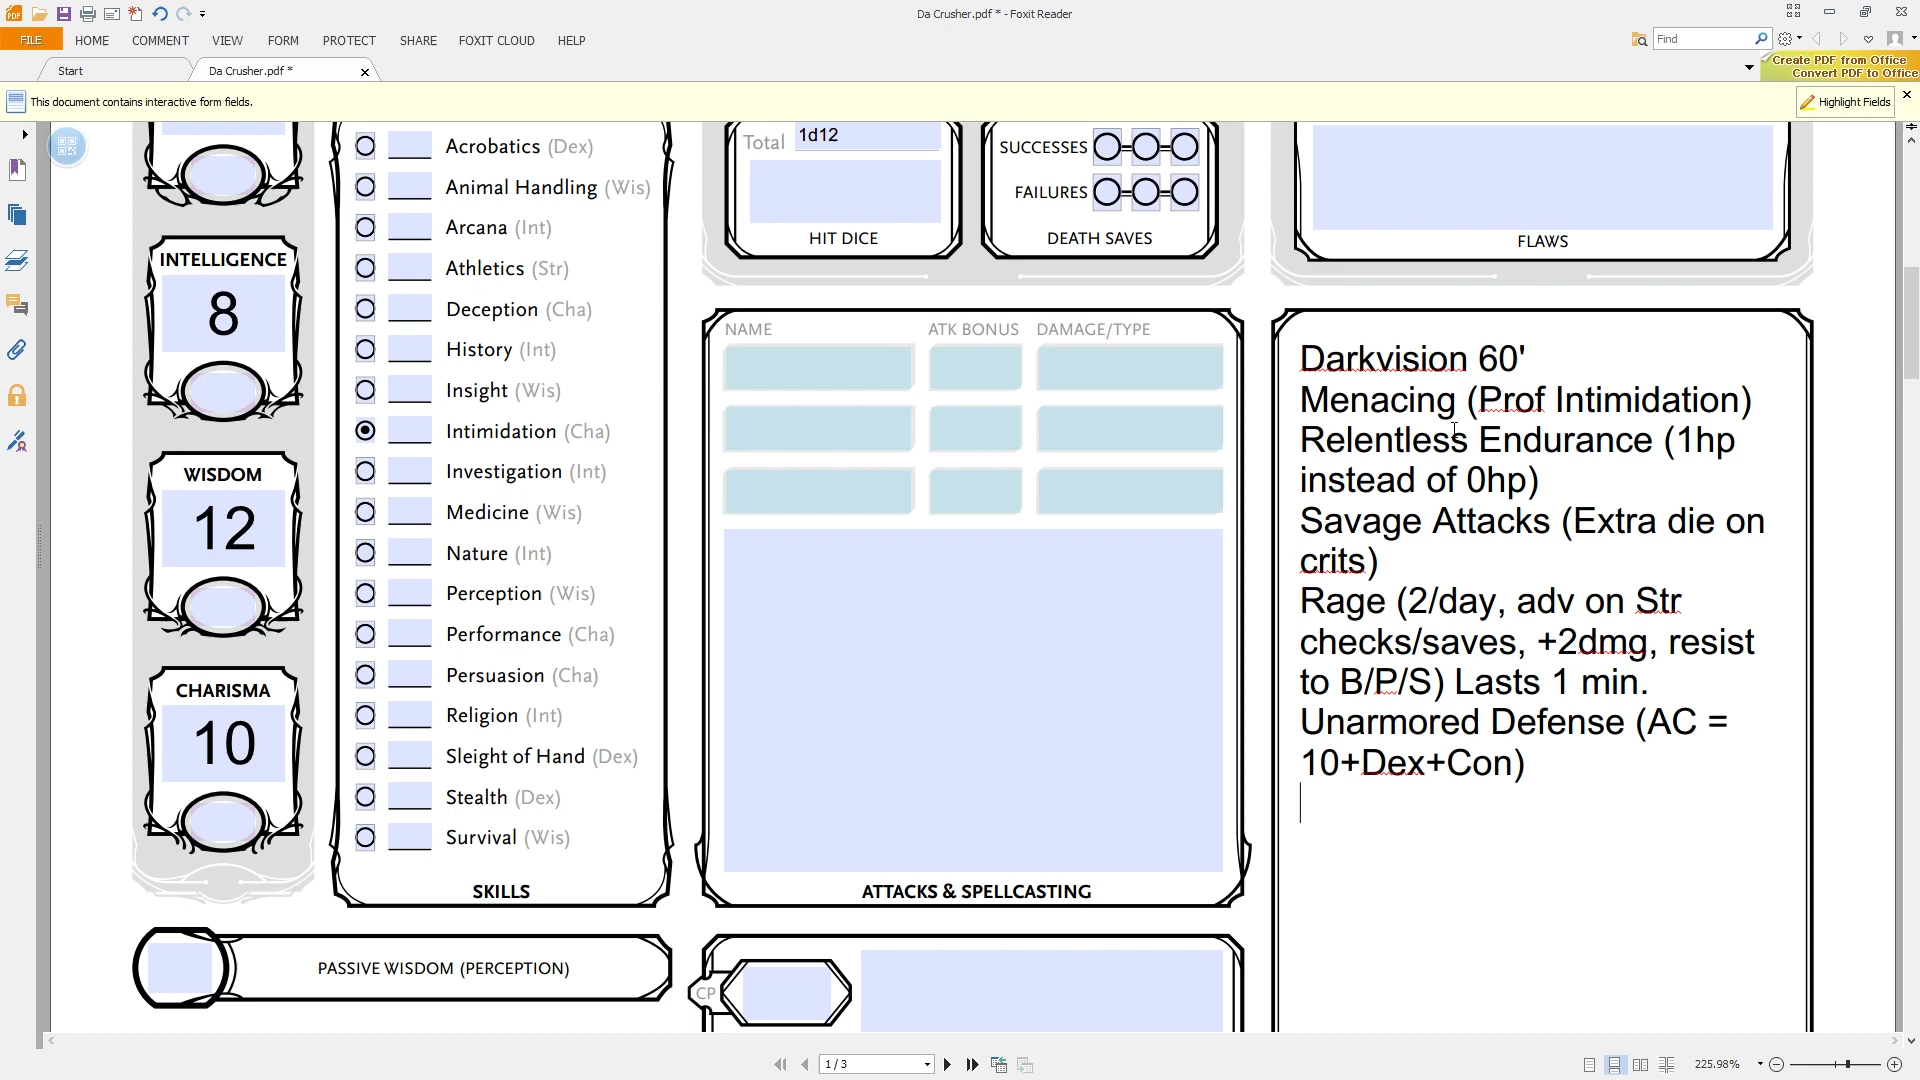 Da Crusher.pdf * - Foxit Reader
FILE HOME COMMENT VIEW FORM PROTECT SHARE FOXIT CLOUD HELP
Find
Start
Da Crusher.pdf *
Create PDF from Office
Convert PDF to Office
This document contains interactive form fields.
Highlight Fields
INTELLIGENCE
8
WISDOM
12
CHARISMA
10
Acrobatics (Dex)
Animal Handling (Wis)
Arcana (Int)
Athletics (Str)
Deception (Cha)
History (Int)
Insight (Wis)
Intimidation (Cha)
Investigation (Int)
Medicine (Wis)
Nature (Int)
Perception (Wis)
Performance (Cha)
Persuasion (Cha)
Religion (Int)
Sleight of Hand (Dex)
Stealth (Dex)
Survival (Wis)
SKILLS
PASSIVE WISDOM (PERCEPTION)
Total 1d12
HIT DICE
SUCCESSES
FAILURES
DEATH SAVES
NAME ATK BONUS DAMAGE/TYPE
ATTACKS & SPELLCASTING
CP
FLAWS
Darkvision 60'
Menacing (Prof Intimidation)
Relentless Endurance (1hp
instead of 0hp)
Savage Attacks (Extra die on
crits)
Rage (2/day, adv on Str
checks/saves, +2dmg, resist
to B/P/S) Lasts 1 min.
Unarmored Defense (AC =
10+Dex+Con)
1 / 3
225.98%